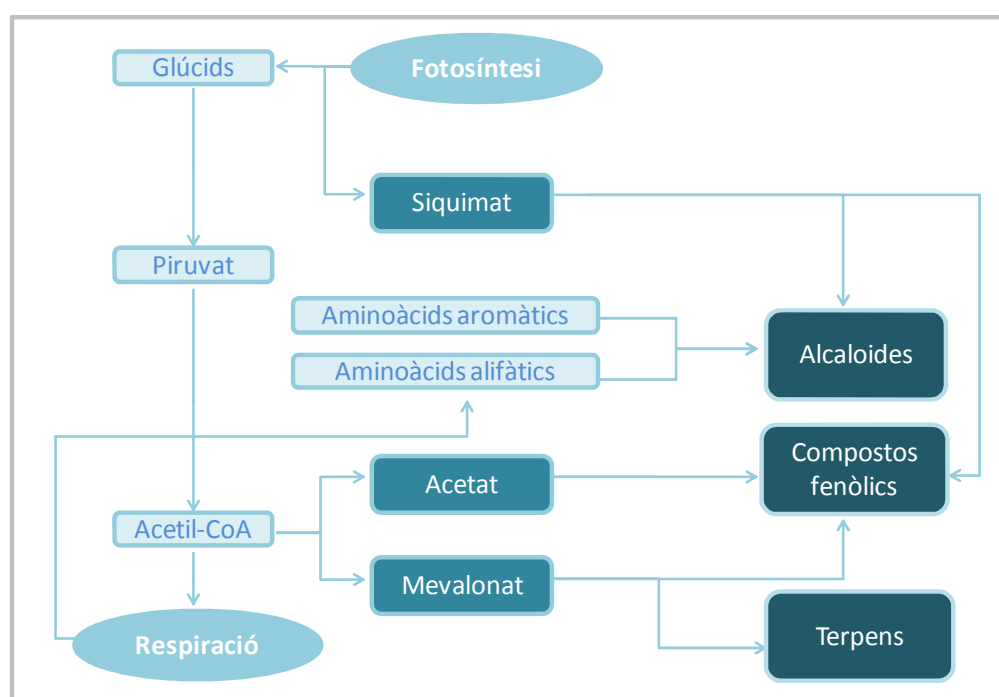 Glúcids
Fotosíntesi
Siquimat
Piruvat
Aminoàcids aromàtics
Aminoàcids alifàtics
Alcaloides
Acetat
Compostos
fenòlics
Acetil-CoA
Mevalonat
Respiració
Terpens